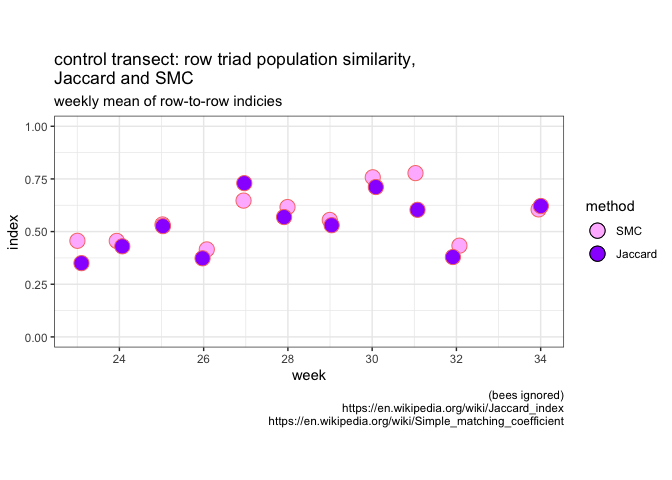 control transect: row triad population similarity,
Jaccard and SMC
weekly mean of row-to-row indicies
1.00
0.75
0.50
0.25
0.00
index
24
26
28
30
32
34
week
method
SMC
Jaccard
(bees ignored)
https://en.wikipedia.org/wiki/Jaccard_index
https://en.wikipedia.org/wiki/Simple_matching_coefficient